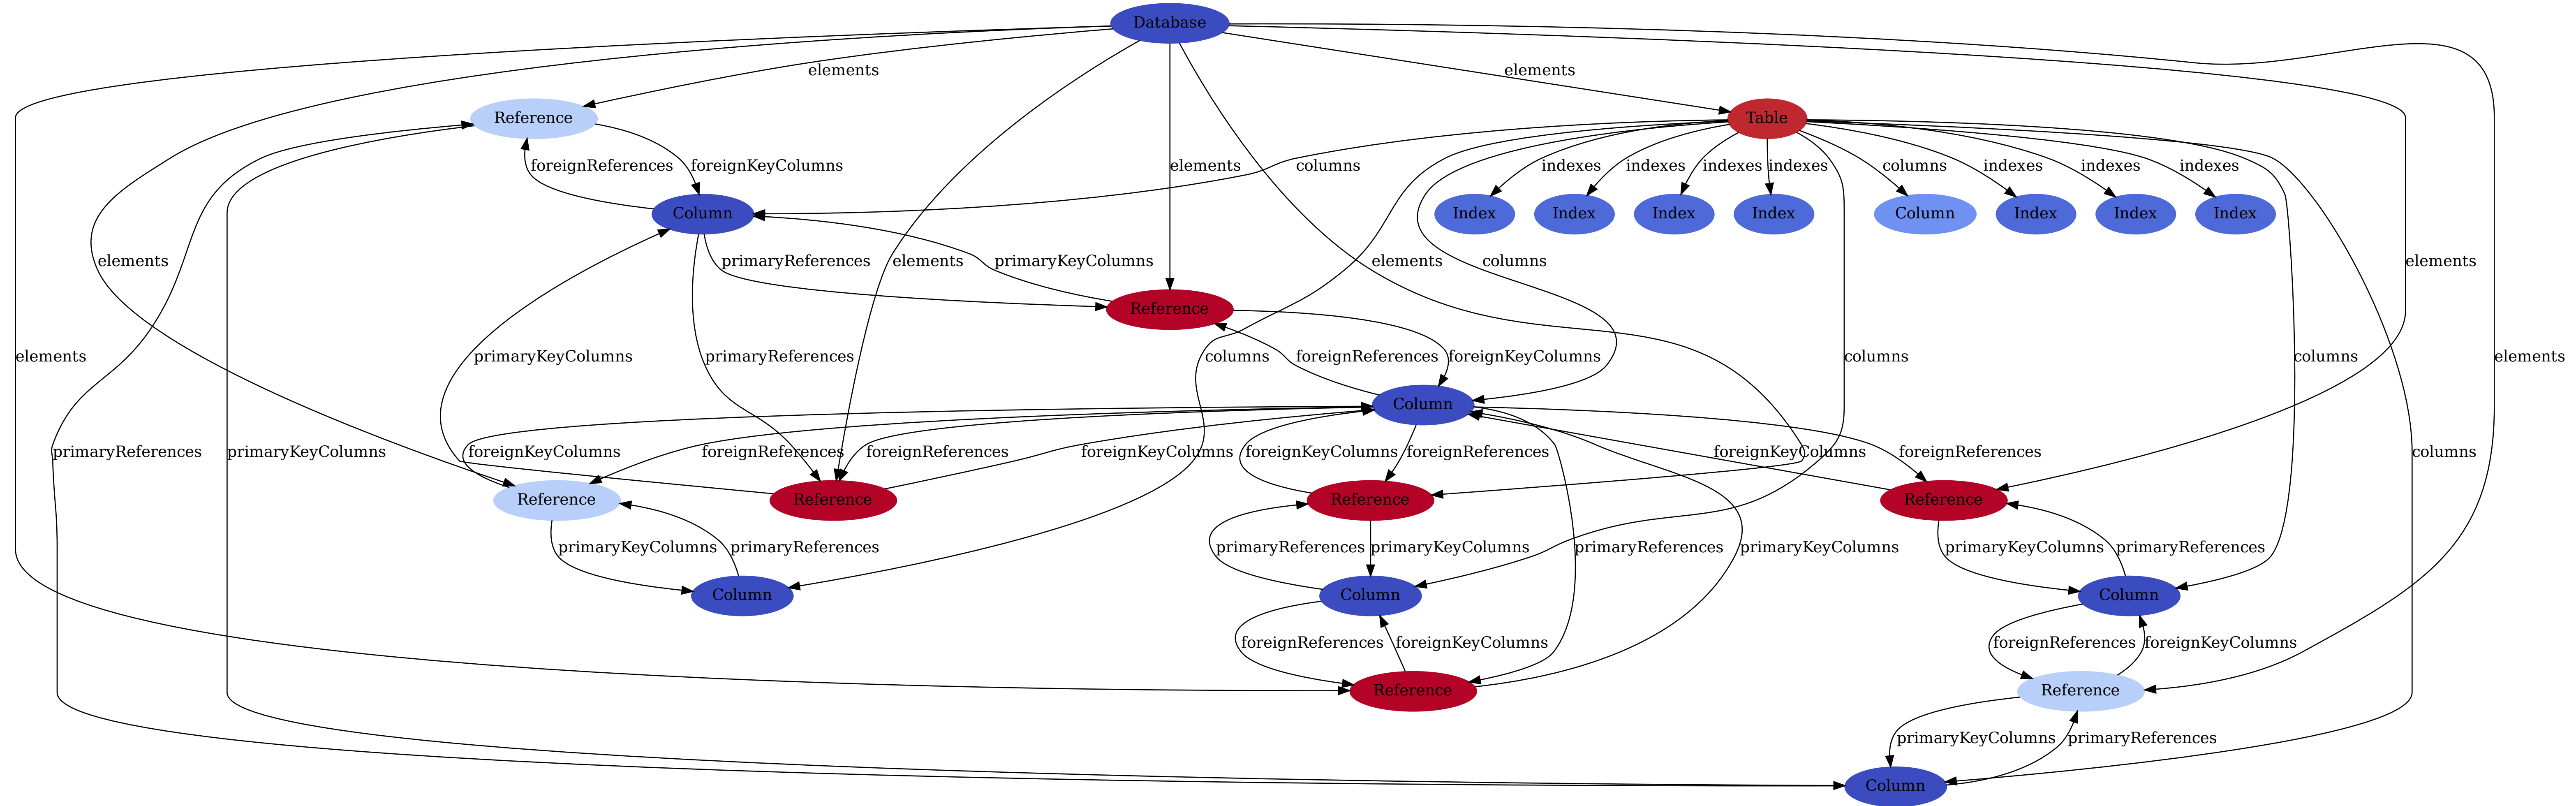 Database
elements
elements
Reference
Table
foreignReferences
foreignKeyColumns
elements
columns
indexes
indexes
indexes
indexes
columns
indexes
indexes
indexes
Column
Index
Index
Index
Index
Column
Index
Index
Index
elements
primaryReferences
primaryKeyColumns
elements
elements
columns
elements
Reference
elements
primaryKeyColumns
primaryReferences
columns
foreignReferences
foreignKeyColumns
columns
columns
elements
Column
primaryReferences
primaryKeyColumns
foreignKeyColumns
foreignReferences
foreignReferences
foreignKeyColumns
foreignKeyColumns
foreignReferences
foreignKeyColumns
foreignReferences
columns
Reference
Reference
Reference
Reference
primaryKeyColumns
primaryReferences
primaryReferences
primaryKeyColumns
primaryReferences
primaryKeyColumns
primaryKeyColumns
primaryReferences
Column
Column
Column
foreignReferences
foreignKeyColumns
foreignReferences
foreignKeyColumns
Reference
Reference
primaryKeyColumns
primaryReferences
Column